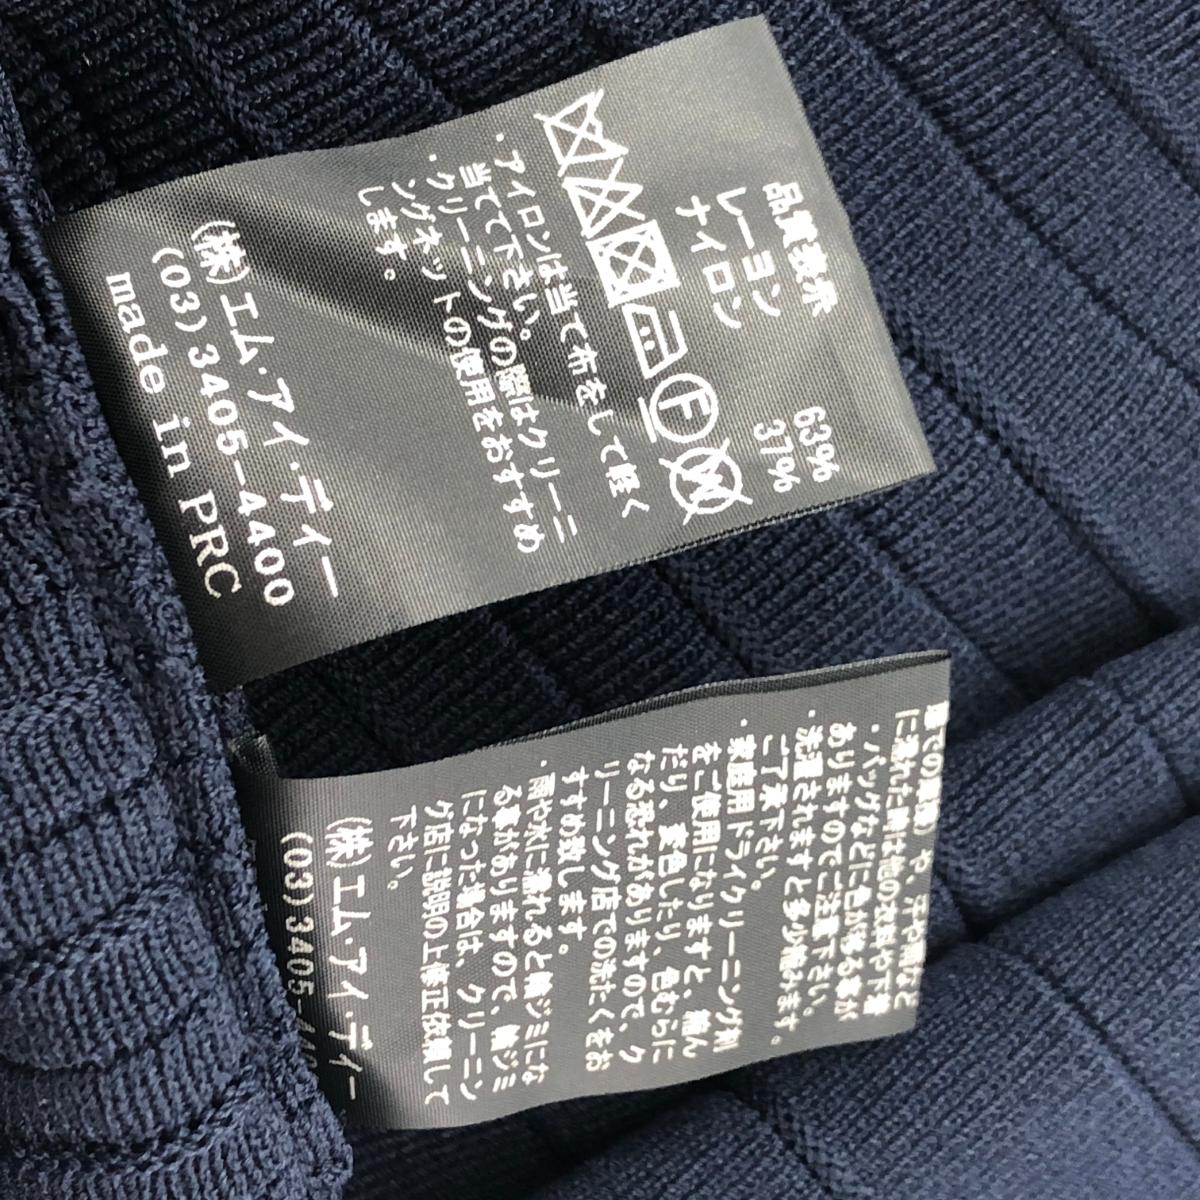 品質表示
レーヨン 63%
ナイロン 37%
・アイロンは当て布をして軽く
当てて下さい。
・クリーニングの際はクリーニ
ングネットの使用をおすすめ
します。
(株)エム・アイ・ディー
(03)3405-4400
made in PRC
に濡れた時は他の衣料や下着
・バッグなどに色が移る事が
ありますのでご注意下さい。
・洗濯されますと多少縮みます
ご了承下さい。
・家庭用ドライクリーニング剤
をご使用になりますと、縮ん
だり、変色したり、色むらに
なる恐れがありますので、ク
リーニング店での洗たくをお
すすめ致します。
・雨や水に濡れると輪ジミにな
る事がありますので、輪ジミ
になった場合は、クリーニン
グ店に説明の上修正依頼して
下さい。
(株)エム・アイ・ディー
(03)3405-